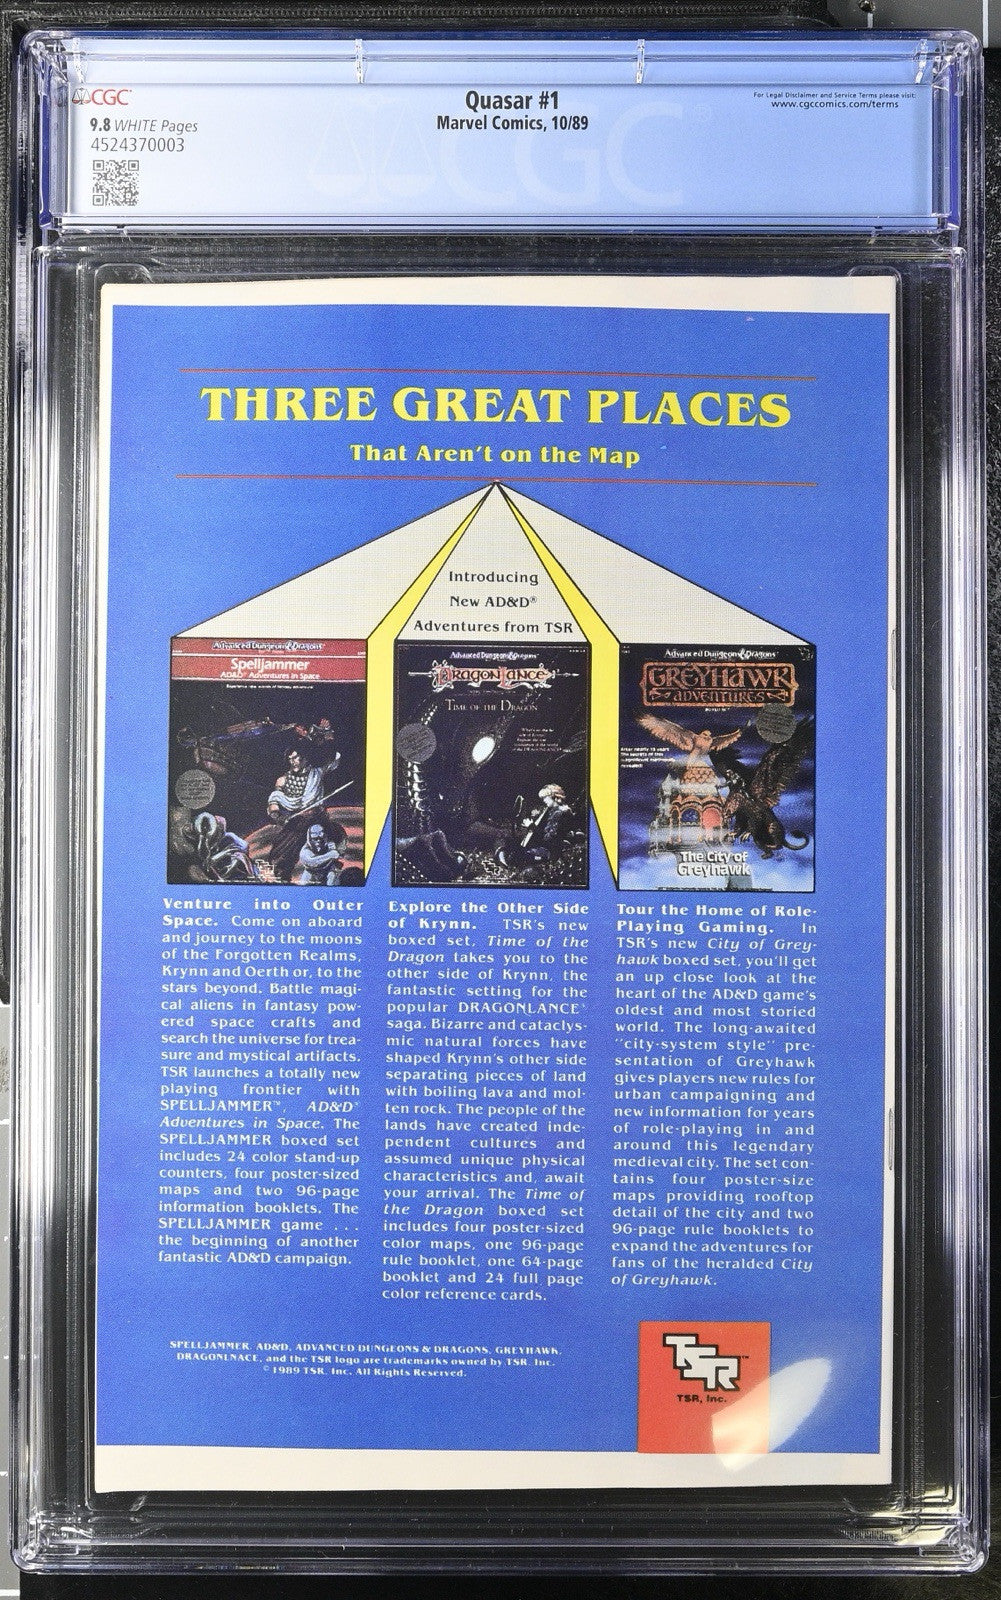 CGC
9.8 WHITE Pages
4524370003
Quasar #1
Marvel Comics, 10/89
For Legal Disclaimer and Service Terms please visit:
www.cgccomics.com/terms
CGC
THREE GREAT PLACES
That Aren't on the Map
Introducing
New AD&D®
Adventures from TSR
Advanced Dungeons & Dragons
Spelljammer
AD&D Adventures in Space
Advanced Dungeons & Dragons
DRAGONLANCE
TIME OF THE DRAGON
Advanced Dungeons & Dragons
GREYHAWK
ADVENTURES
The City of
Greyhawk
Venture into Outer
Space. Come on aboard
and journey to the moons
of the Forgotten Realms,
Krynn and Oerth or, to the
stars beyond. Battle magi-
cal aliens in fantasy pow-
ered space crafts and
search the universe for trea-
sure and mystical artifacts.
TSR launches a totally new
playing frontier with
SPELLJAMMER™, AD&D®
Adventures in Space. The
SPELLJAMMER boxed set
includes 24 color stand-up
counters, four poster-sized
maps and two 96-page
information booklets. The
SPELLJAMMER game . . .
the beginning of another
fantastic AD&D campaign.
Explore the Other Side
of Krynn. TSR's new
boxed set, Time of the
Dragon takes you to the
other side of Krynn, the
fantastic setting for the
popular DRAGONLANCE®
saga. Bizarre and cataclys-
mic natural forces have
shaped Krynn's other side
separating pieces of land
with boiling lava and mol-
ten rock. The people of the
lands have created inde-
pendent cultures and
assumed unique physical
characteristics and, await
your arrival. The Time of
the Dragon boxed set
includes four poster-sized
color maps, one 96-page
rule booklet, one 64-page
booklet and 24 full page
color reference cards.
Tour the Home of Role-
Playing Gaming. In
TSR's new City of Grey-
hawk boxed set, you'll get
an up close look at the
heart of the AD&D game's
oldest and most storied
world. The long-awaited
"city-system style" pre-
sentation of Greyhawk
gives players new rules for
urban campaigning and
new information for years
of role-playing in and
around this legendary
medieval city. The set con-
tains four poster-size
maps providing rooftop
detail of the city and two
96-page rule booklets to
expand the adventures for
fans of the heralded City
of Greyhawk.
SPELLJAMMER, AD&D, ADVANCED DUNGEONS & DRAGONS, GREYHAWK,
DRAGONLNACE, and the TSR logo are trademarks owned by TSR, Inc.
©1989 TSR, Inc. All Rights Reserved.
TSR™
TSR, Inc.